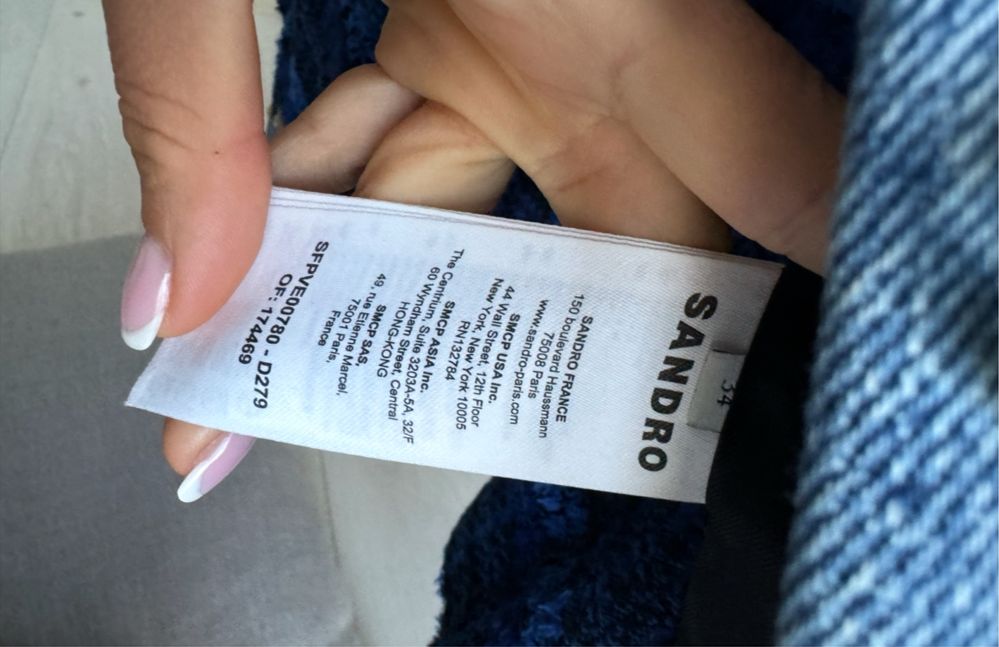 34
SANDRO
SANDRO FRANCE
150 boulevard Haussmann
75008 Paris
www.sandro-paris.com
SMCP USA Inc.
44 Wall Street, 12th Floor
New York, New York 10005
RN132784
SMCP ASIA Inc.
The Centrium, Suite 3203A-5A, 32/F
60 Wyndham Street, Central
HONG-KONG
SMCP SAS,
49, rue Etienne Marcel,
75001 Paris,
France
SFPVE00780 - D279
OF : 174469